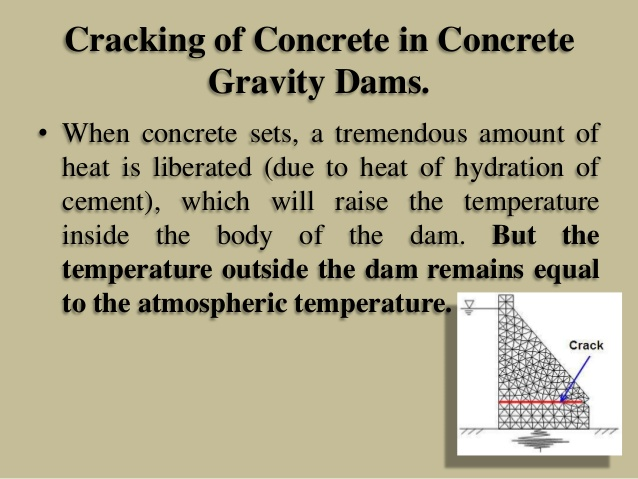 Cracking of Concrete in Concrete
Gravity Dams.
• When concrete sets, a tremendous amount of
heat is liberated (due to heat of hydration of
cement), which will raise the temperature
inside the body of the dam. But the
temperature outside the dam remains equal
to the atmospheric temperature.
Crack